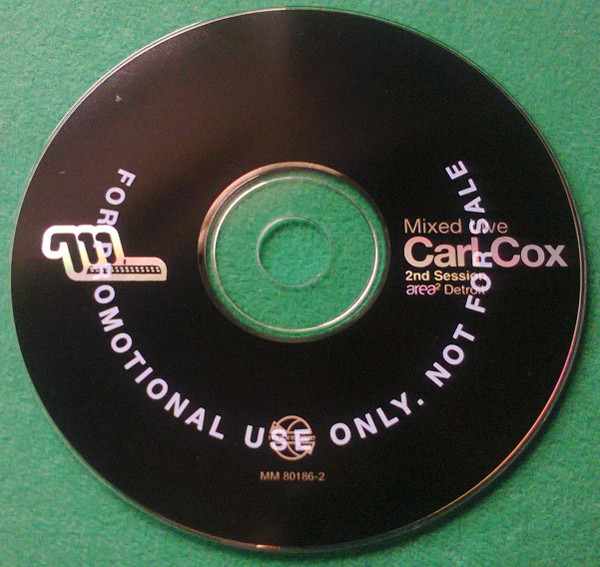 FOR PROMOTIONAL USE ONLY. NOT FOR SALE
Mixed Live
Carl Cox
2nd Session
area² Detroit
MM 80186-2